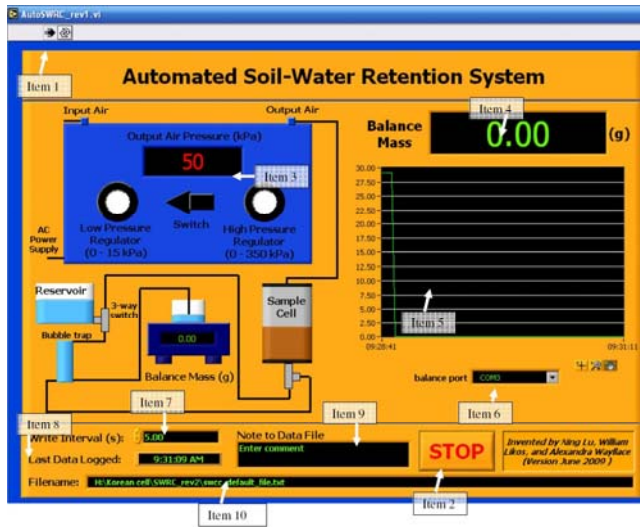 AutoSWRC_rev1.vi
Item 1
Automated Soil-Water Retention System
Input Air
Output Air
Output Air Pressure (kPa)
50
Item 3
Switch
Low Pressure
Regulator
(0 - 15 kPa)
High Pressure
Regulator
(0 - 350 kPa)
AC
Power
Supply
Balance
Mass
0.00
(g)
Item 4
30.00
27.50
25.00
22.50
20.00
17.50
15.00
12.50
10.00
7.50
5.00
2.50
0.00
09:28:41
09:31:11
Item 5
Reservoir
3-way
switch
Bubble trap
0.00
Balance Mass (g)
Sample
Cell
balance port
COM3
Item 6
Item 7
Item 8
Item 9
Write Interval (s):
5.00
Last Data Logged:
9:31:09 AM
Note to Data File
Enter comment
STOP
Item 2
Invented by Ning Lu, William
Likos, and Alexandra Wayllace
(Version June 2009 )
Filename:
H:\Korean cell\SWRC_rev2\swcc_default_file.txt
Item 10